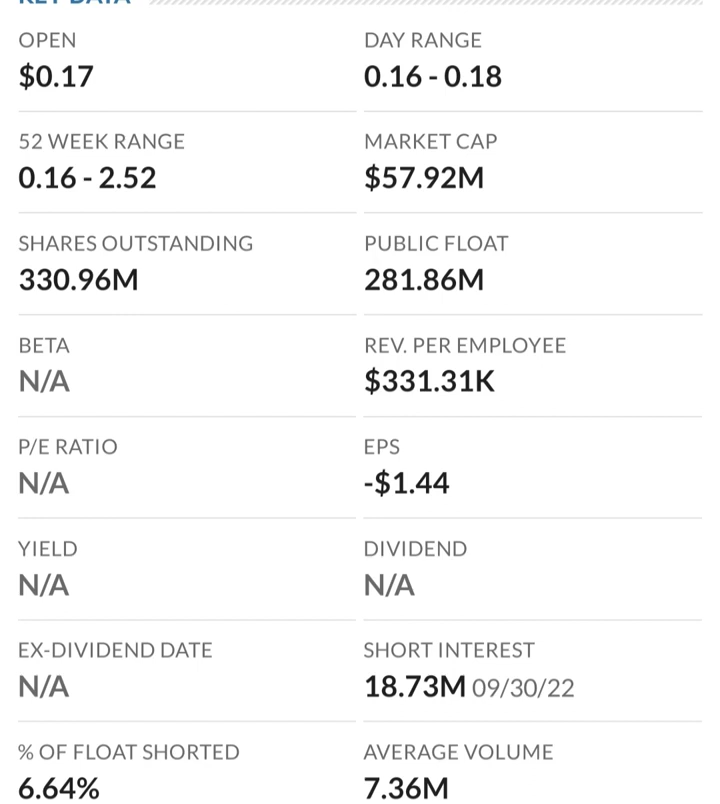 KEY DATA
OPEN
$0.17
DAY RANGE
0.16 - 0.18
52 WEEK RANGE
0.16 - 2.52
MARKET CAP
$57.92M
SHARES OUTSTANDING
330.96M
PUBLIC FLOAT
281.86M
BETA
N/A
REV. PER EMPLOYEE
$331.31K
P/E RATIO
N/A
EPS
-$1.44
YIELD
N/A
DIVIDEND
N/A
EX-DIVIDEND DATE
N/A
SHORT INTEREST
18.73M 09/30/22
% OF FLOAT SHORTED
6.64%
AVERAGE VOLUME
7.36M